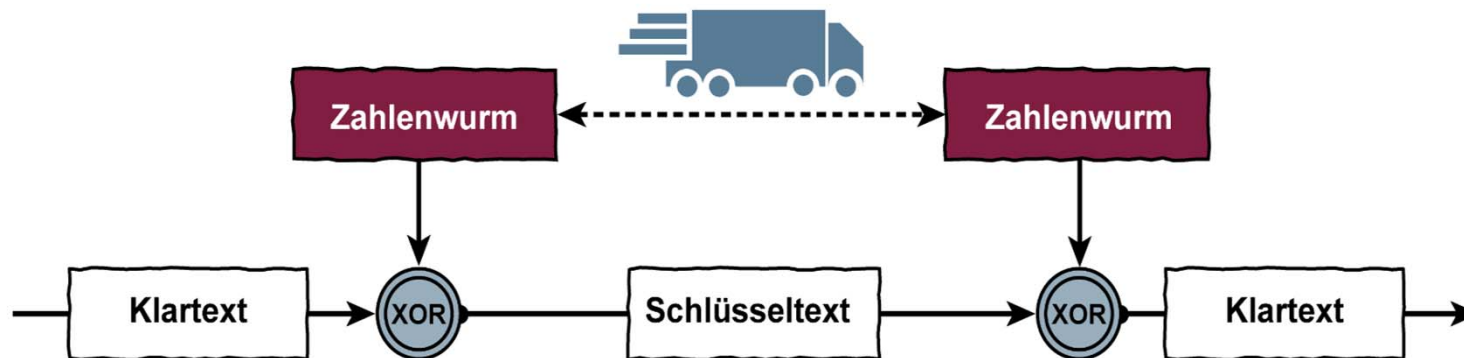 Zahlenwurm
Zahlenwurm
Klartext
XOR
Schlüsseltext
XOR
Klartext